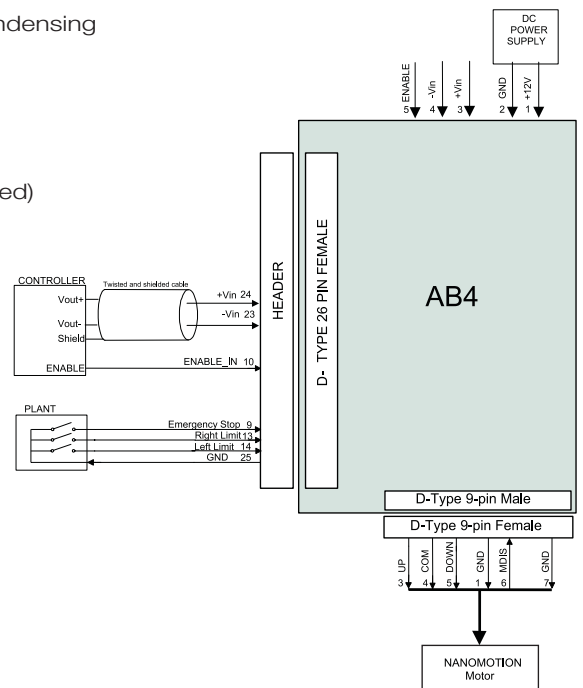 ndensing
ed)
DC
POWER
SUPPLY
ENABLE
-Vin
+Vin
GND
+12V
5
4
3
2
1
HEADER
D- TYPE 26 PIN FEMALE
AB4
CONTROLLER
Twisted and shielded cable
Vout+
Vout-
Shield
ENABLE
+Vin 24
-Vin 23
ENABLE_IN 10
PLANT
Emergency Stop 9
Right Limit 13
Left Limit 14
GND 25
D-Type 9-pin Male
D-Type 9-pin Female
UP
COM
DOWN
GND
MDIS
GND
3
4
5
1
6
7
NANOMOTION
Motor